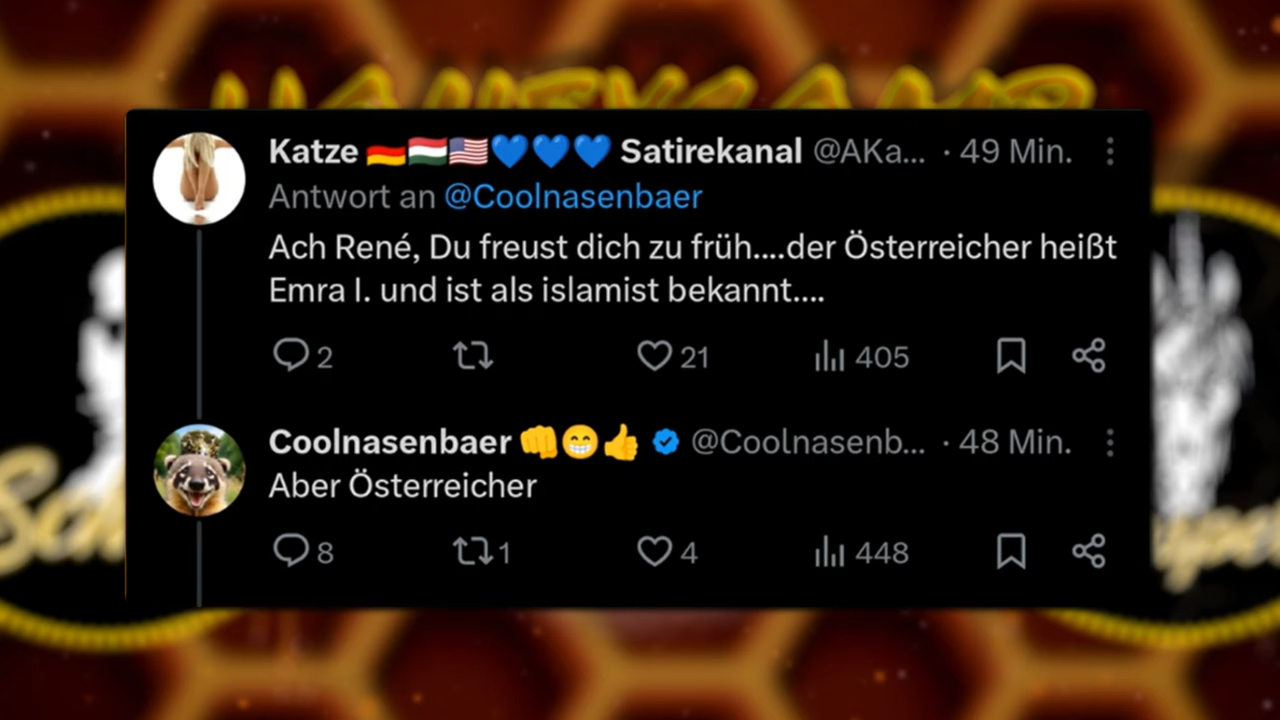 Katze 🇩🇪🇭🇺🇺🇸💙💙💙 Satirekanal @AKa... · 49 Min.
Antwort an @Coolnasenbaer
Ach René, Du freust dich zu früh....der Österreicher heißt
Emra I. und ist als islamist bekannt....
2 21 405
Coolnasenbaer 👊😁👍 @Coolnasenb... · 48 Min.
Aber Österreicher
8 1 4 448